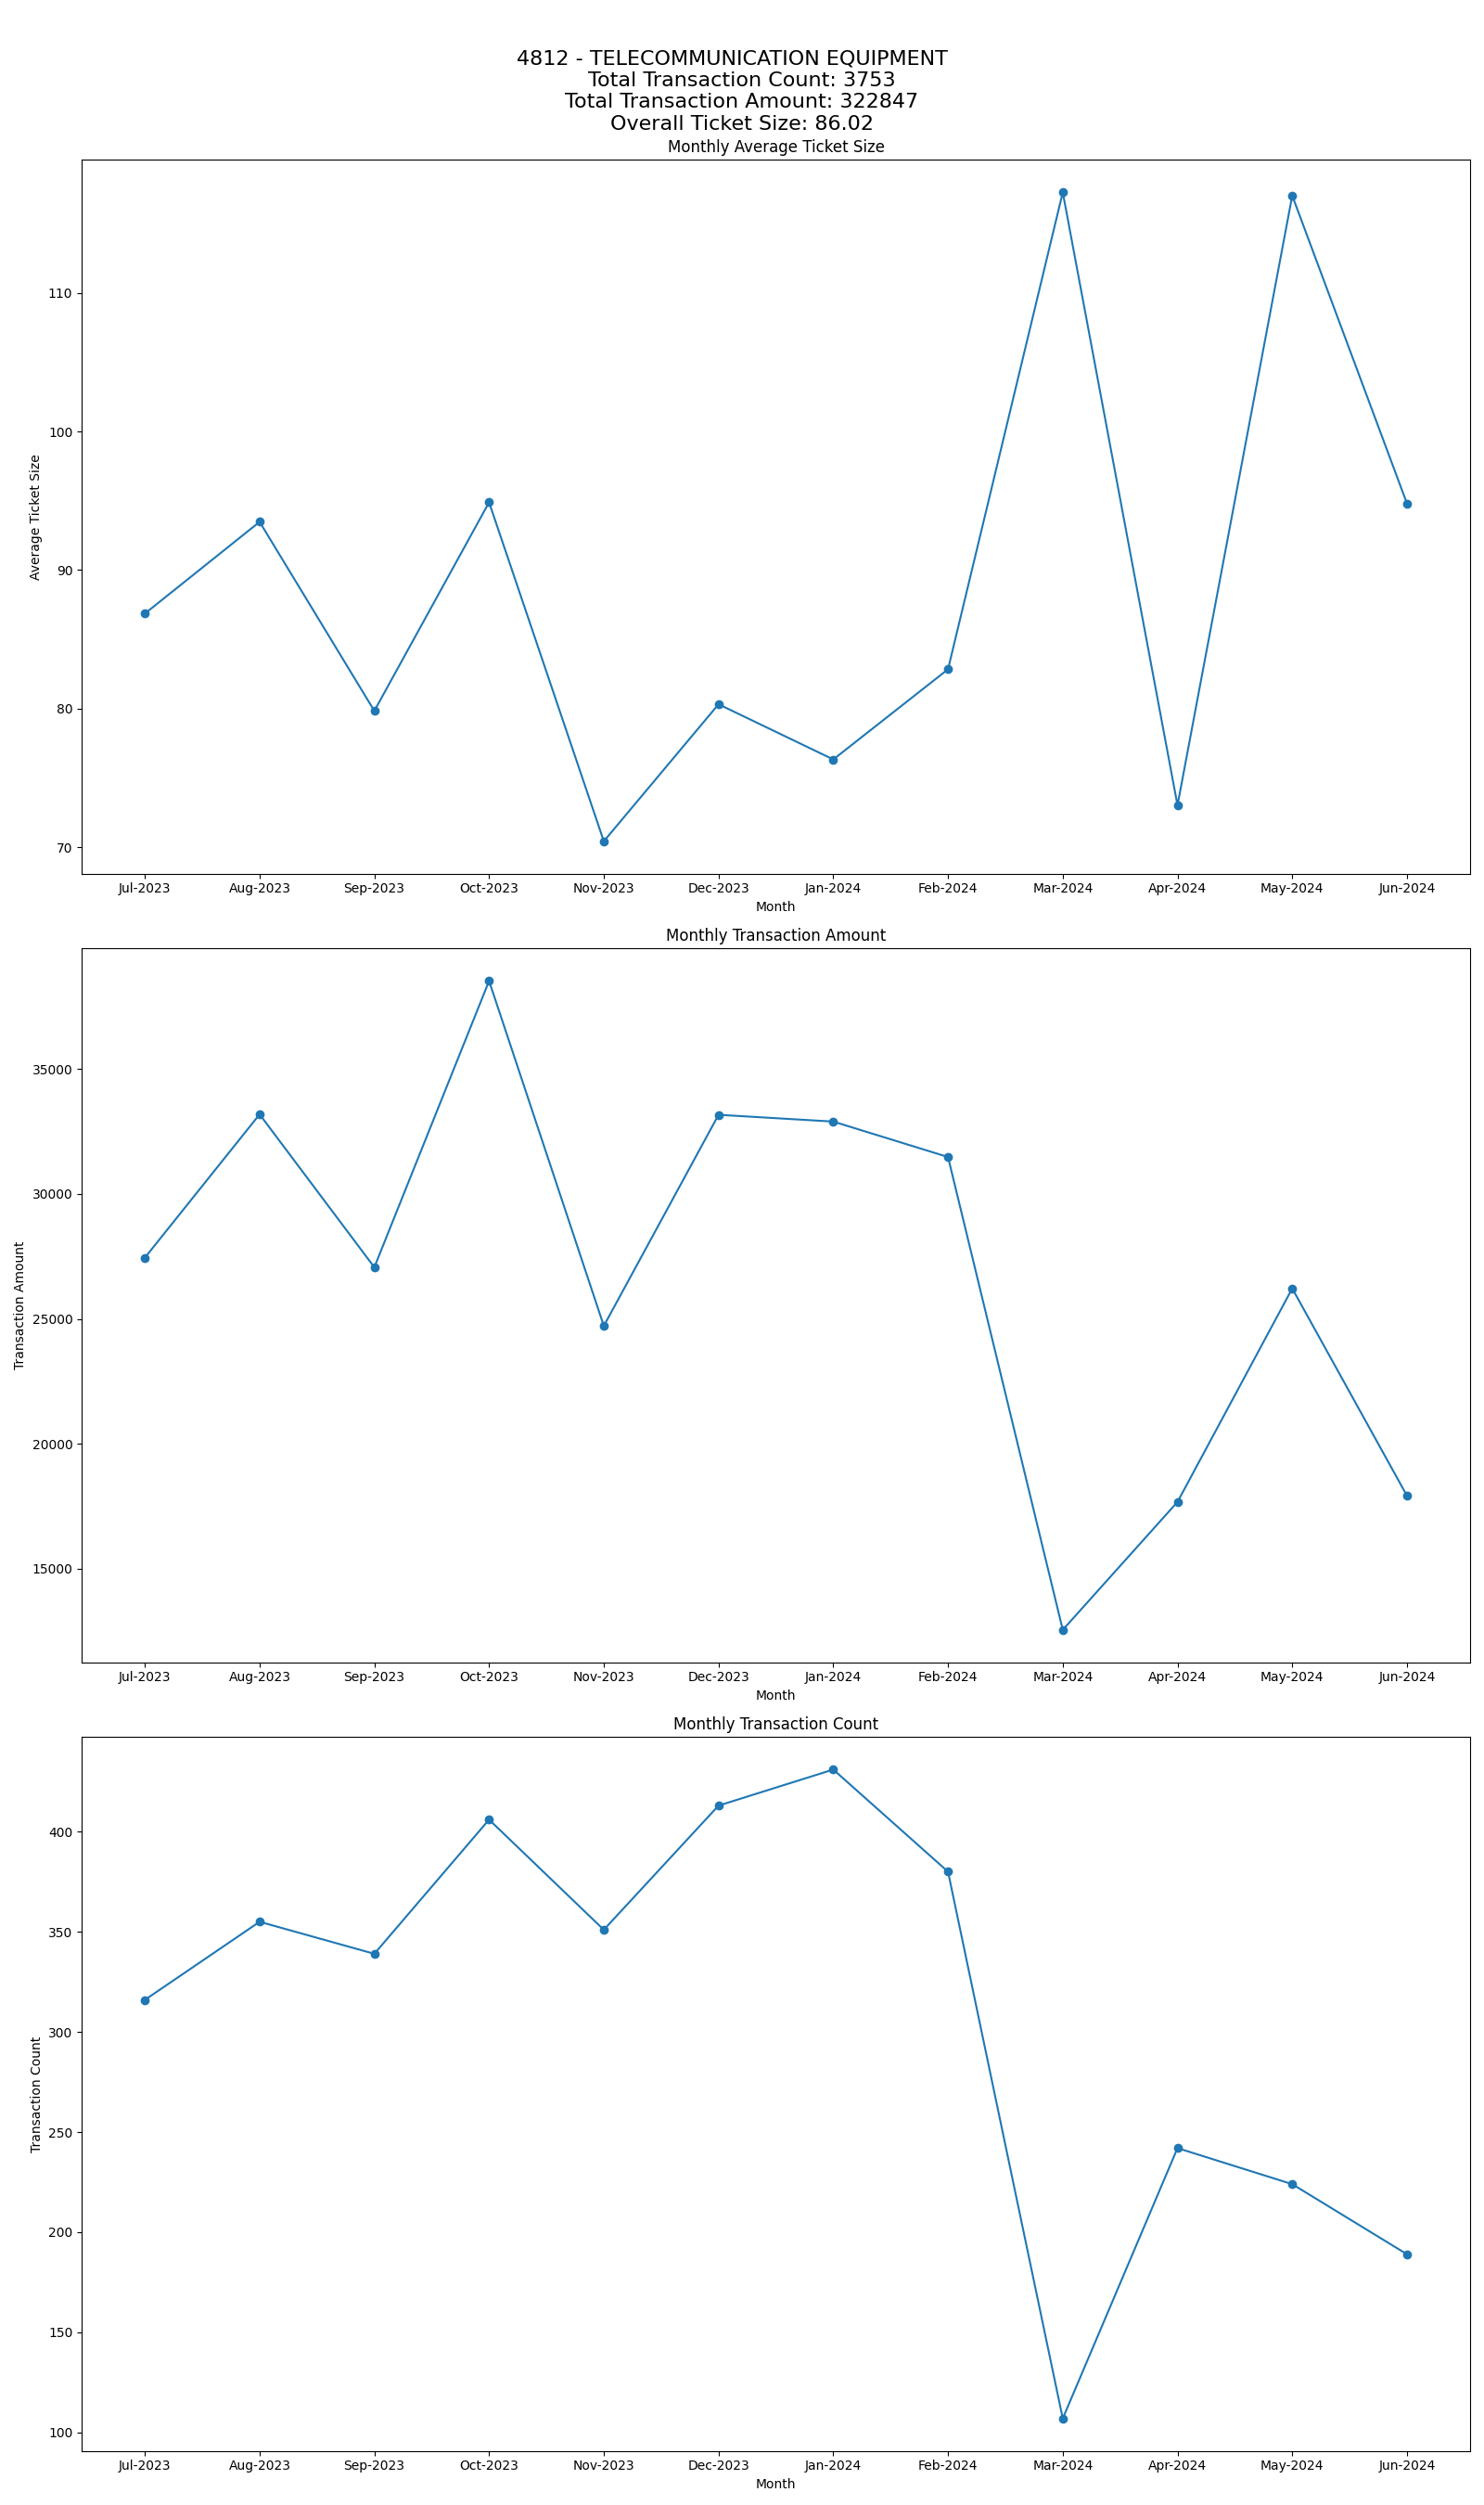 4812 - TELECOMMUNICATION EQUIPMENT
Total Transaction Count: 3753
Total Transaction Amount: 322847
Overall Ticket Size: 86.02
Monthly Average Ticket Size
110
100
90
80
70
Average Ticket Size
Jul-2023 Aug-2023 Sep-2023 Oct-2023 Nov-2023 Dec-2023 Jan-2024 Feb-2024 Mar-2024 Apr-2024 May-2024 Jun-2024
Month
Monthly Transaction Amount
35000
30000
25000
20000
15000
Transaction Amount
Jul-2023 Aug-2023 Sep-2023 Oct-2023 Nov-2023 Dec-2023 Jan-2024 Feb-2024 Mar-2024 Apr-2024 May-2024 Jun-2024
Month
Monthly Transaction Count
400
350
300
250
200
150
100
Transaction Count
Jul-2023 Aug-2023 Sep-2023 Oct-2023 Nov-2023 Dec-2023 Jan-2024 Feb-2024 Mar-2024 Apr-2024 May-2024 Jun-2024
Month